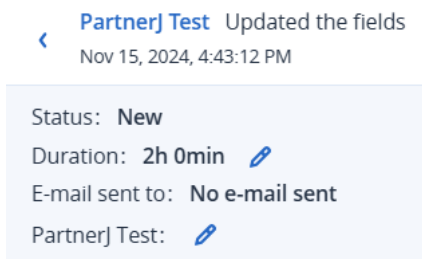 PartnerJ Test Updated the fields
Nov 15, 2024, 4:43:12 PM
Status: New
Duration: 2h 0min
E-mail sent to: No e-mail sent
PartnerJ Test: